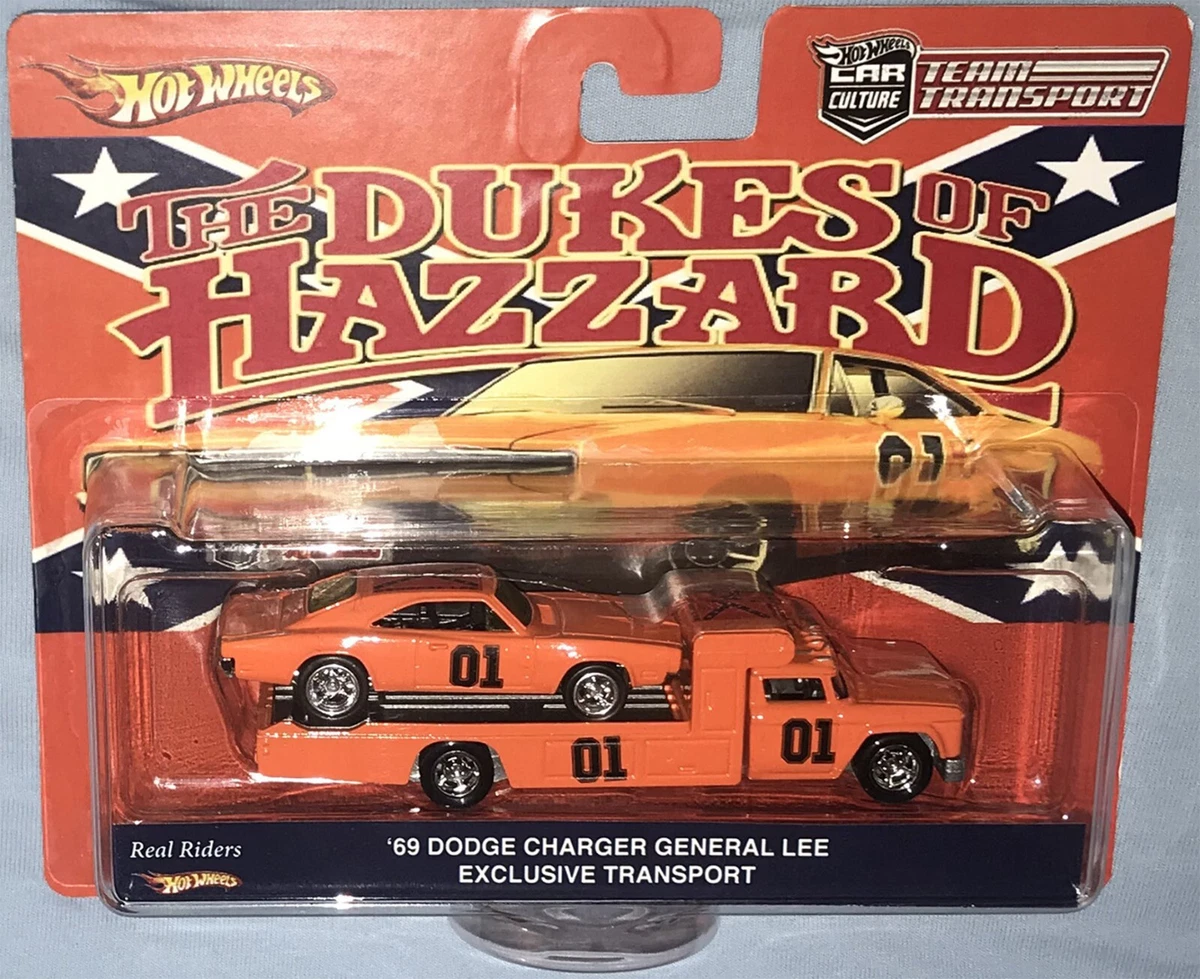 HOT WHEELS
HOT WHEELS
CAR
CULTURE
TEAM
TRANSPORT
THE DUKES OF
HAZZARD
01
01
01
01
Real Riders
HOT WHEELS
'69 DODGE CHARGER GENERAL LEE
EXCLUSIVE TRANSPORT